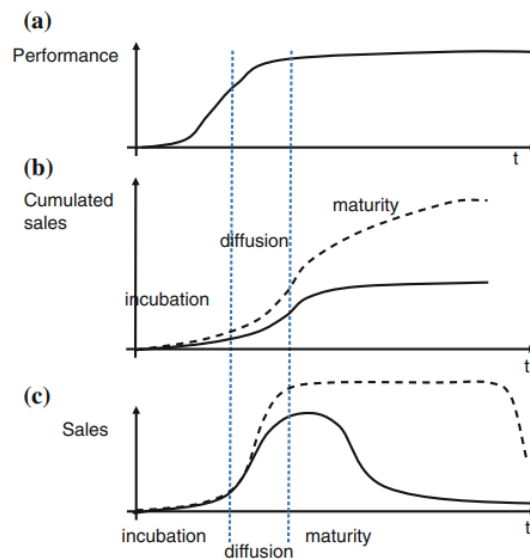 (a)
Performance
t
(b)
Cumulated
sales
maturity
diffusion
incubation
t
(c)
Sales
t
incubation
maturity
diffusion